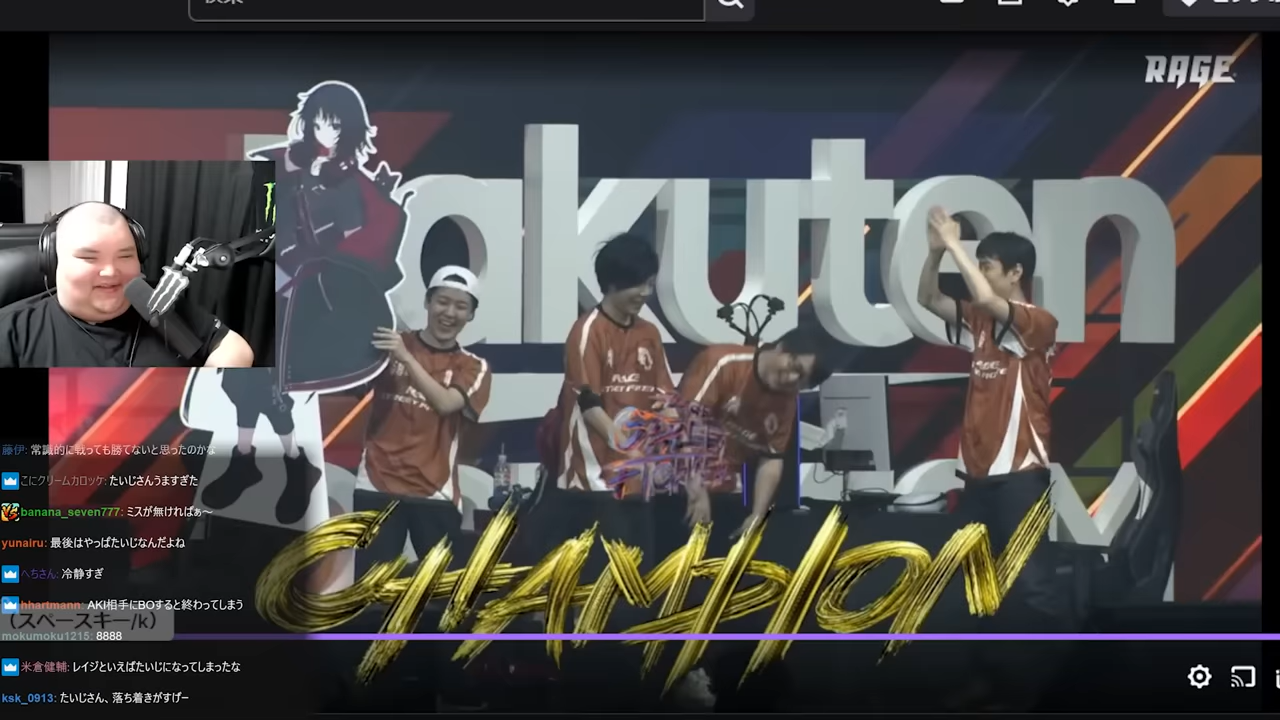 RAGE
akuten
CHAMPION
藤伊: 常識的に戦っても勝てないと思ったのかな
こにクリームカロッケ: たいじさんうますぎた
banana_seven777: ミスが無ければぁ～
yunairu: 最後はやっぱたいじなんだよね
へちさん: 冷静すぎ
hhartmann: AKI相手にBOすると終わってしまう
(スペースキー/k)
mokumoku1215: 8888
米倉健輔: レイジといえばたいじになってしまったな
ksk_0913: たいじさん、落ち着きがすげー